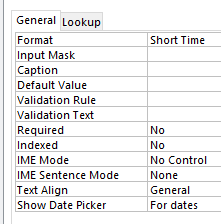 General Lookup
Format Short Time
Input Mask
Caption
Default Value
Validation Rule
Validation Text
Required No
Indexed No
IME Mode No Control
IME Sentence Mode None
Text Align General
Show Date Picker For dates